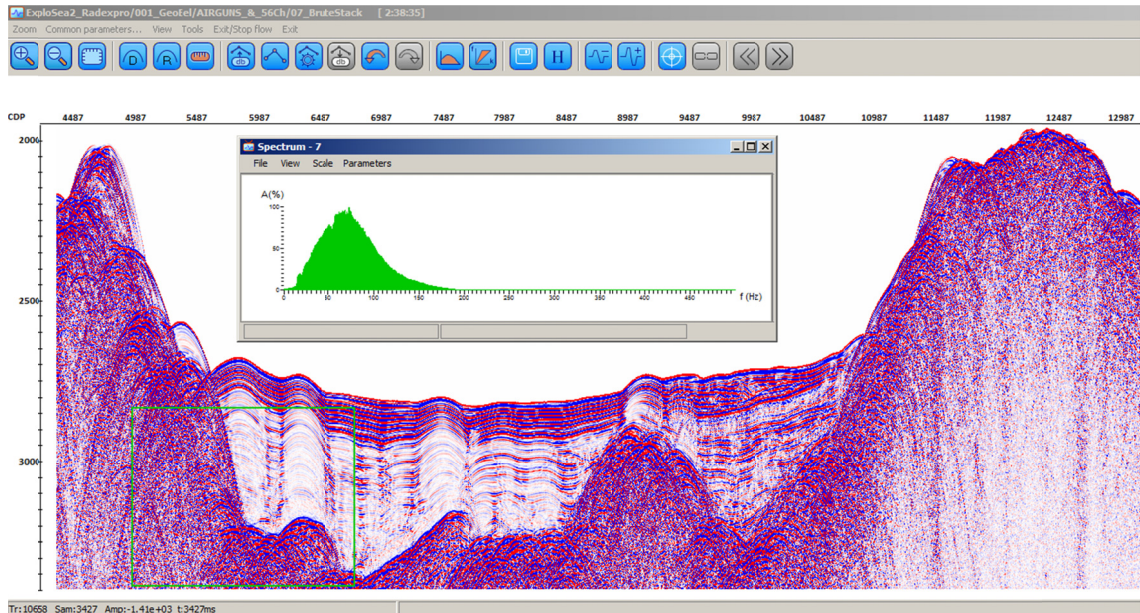 ExploSea2_Radexpro/001_Geotel/AIRGUNS_&_56Ch/07_BruteStack [ 2:38:35]
Zoom Common parameters... View Tools Exit/Stop flow Exit
D R H
CDP 4487 4987 5487 5987 6487 6987 7487 7987 8487 8987 9487 9987 10487 10987 11487 11987 12487 12987
2000
Spectrum - 7
File View Scale Parameters
A(%)
100
50
0
0 50 100 150 200 250 300 350 400 450 f (Hz)
2500
3000
Tr:10658 Sam:3427 Amp:-1.41e+03 t:3427ms